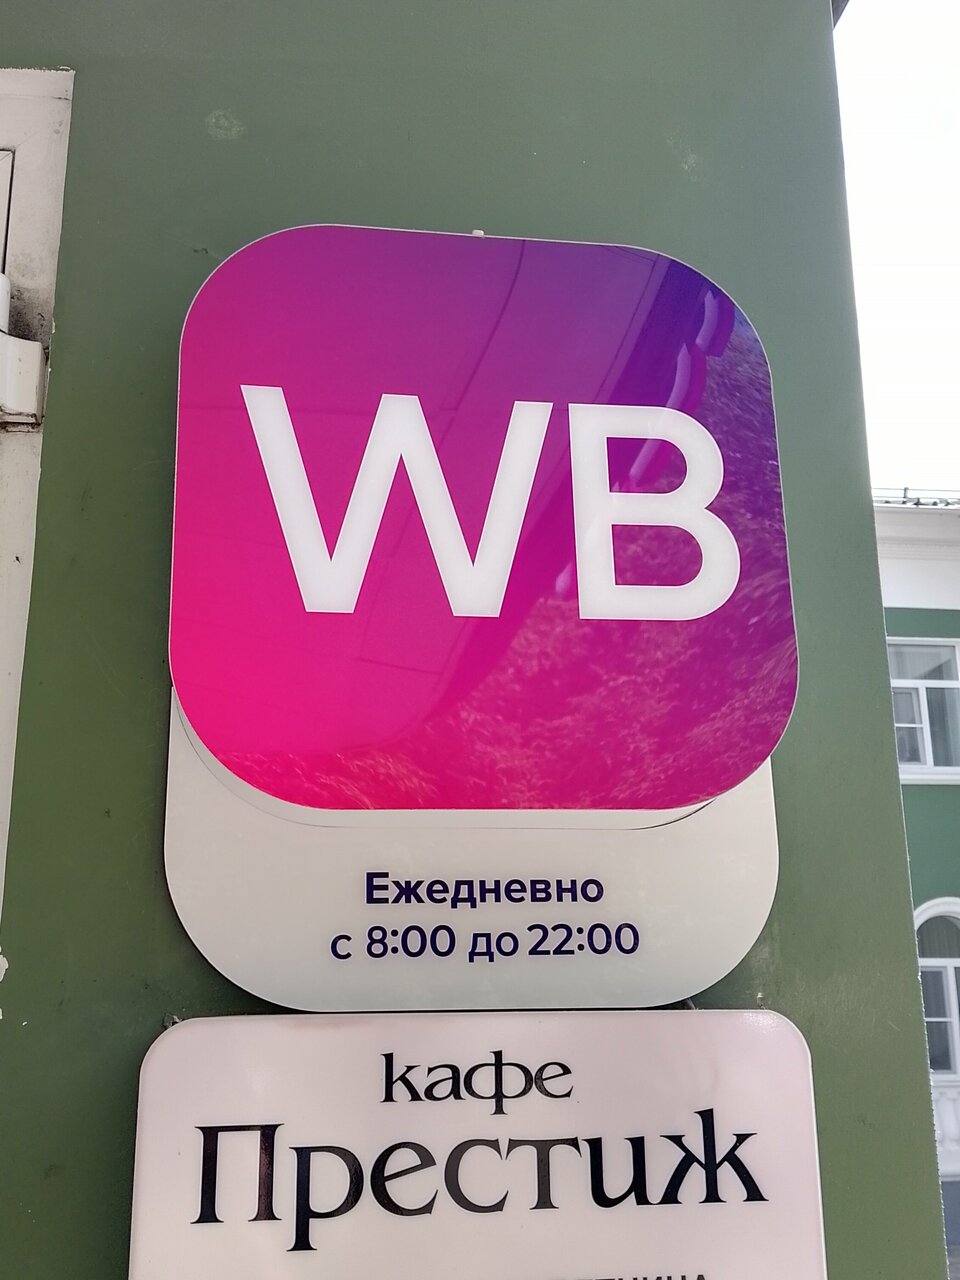 WB
Ежедневно
с 8:00 до 22:00
кафе
Престиж